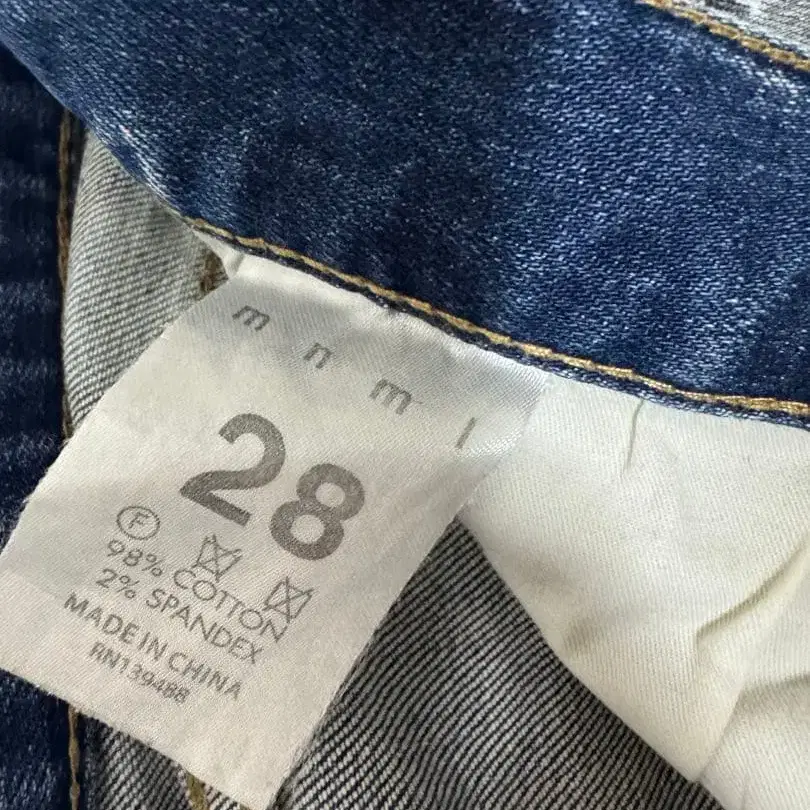 m n m l
28
F
98% COTTON
2% SPANDEX
MADE IN CHINA
RN139488